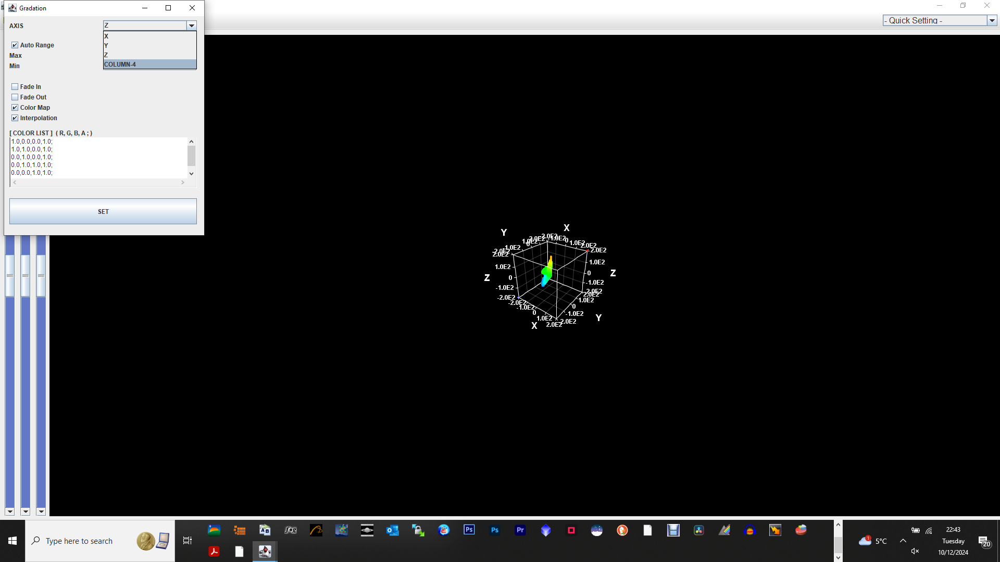 Gradation
- Quick Setting -
AXIS
Z
X
Y
Z
COLUMN-4
Auto Range
Max
Min
Fade In
Fade Out
Color Map
Interpolation
[ COLOR LIST ] ( R, G, B, A ; )
1.0,0.0,0.0,1.0;
1.0,1.0,0.0,1.0;
0.0,1.0,0.0,1.0;
0.0,1.0,1.0,1.0;
0.0,0.0,1.0,1.0;
SET
Y
X
2.0E2
-1.0E2
0
1.0E2
2.0E2
1.0E2
0
1.0E2
-2.0E2
2.0E2
1.0E2
0
-1.0E2
-2.0E2
Z
2.0E2
1.0E2
0
-1.0E2
-2.0E2
Z
-2.0E2
-1.0E2
0
1.0E2
2.0E2
X
2.0E2
1.0E2
0
-1.0E2
-2.0E2
Y
Type here to search
Ps
Ps
Pr
1
5°C
22:43
Tuesday
10/12/2024
20